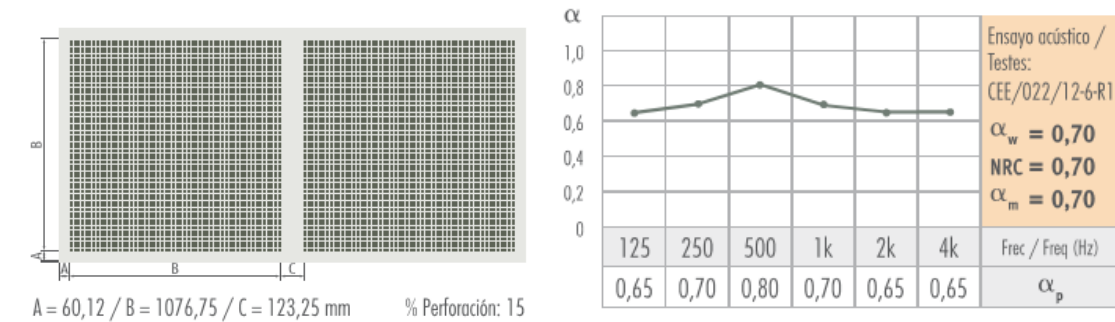 B
A
A
B
C
A = 60,12 / B = 1076,75 / C = 123,25 mm
% Perforación: 15
α
1,0
0,8
0,6
0,4
0,2
0
125 250 500 1k 2k 4k Frec / Freq (Hz)
0,65 0,70 0,80 0,70 0,65 0,65 αp
Ensayo acústico /
Testes:
CEE/022/12-6-R1
αw = 0,70
NRC = 0,70
αm = 0,70